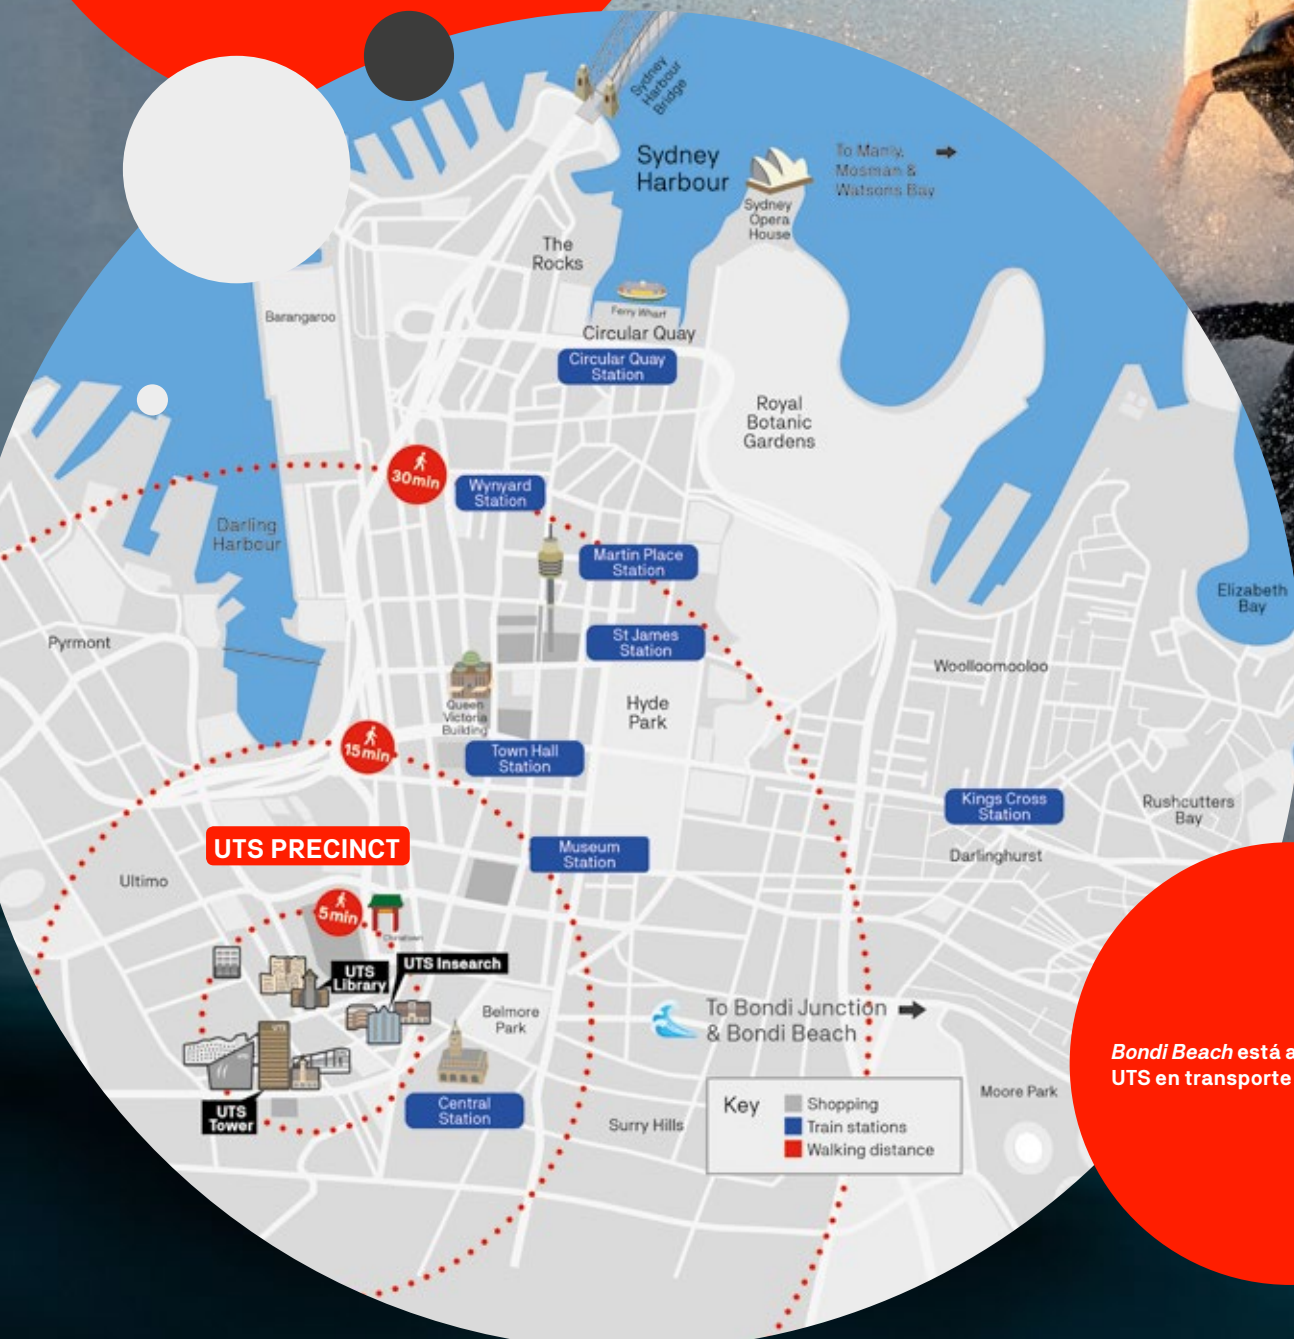 Sydney
Harbour
Bridge
Sydney
Harbour
To Manly,
Mosman &
Watsons Bay
Sydney
Opera
House
The
Rocks
Ferry Wharf
Circular Quay
Circular Quay
Station
Barangaroo
Royal
Botanic
Gardens
30min
Wynyard
Station
Darling
Harbour
Martin Place
Station
Elizabeth
Bay
St James
Station
Pyrmont
Woolloomooloo
Queen
Victoria
Building
Hyde
Park
15min
Town Hall
Station
Kings Cross
Station
Rushcutters
Bay
UTS PRECINCT
Museum
Station
Darlinghurst
Ultimo
5min
Chinatown
UTS
Library
UTS Insearch
Belmore
Park
To Bondi Junction
& Bondi Beach
UTS
UTS
Tower
Central
Station
Surry Hills
Moore Park
Key
Shopping
Train stations
Walking distance
Bondi Beach está a
UTS en transporte